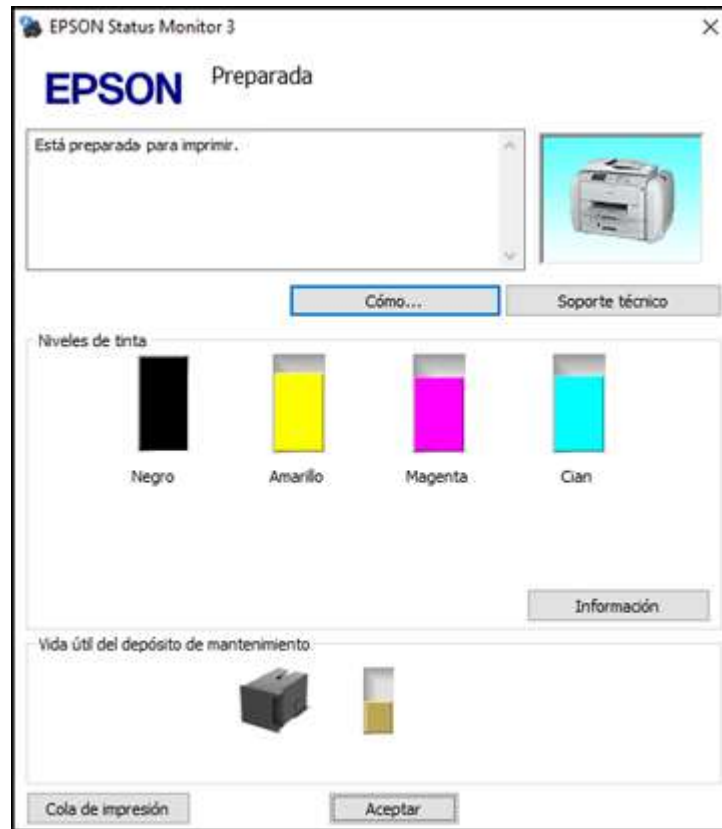 EPSON Status Monitor 3
EPSON
Preparada
Está preparada para imprimir.
Cómo...
Soporte técnico
Niveles de tinta
Negro
Amarillo
Magenta
Cian
Información
Vida útil del depósito de mantenimiento
Cola de impresión
Aceptar